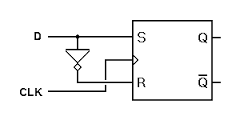 D S Q
CLK R Q̅